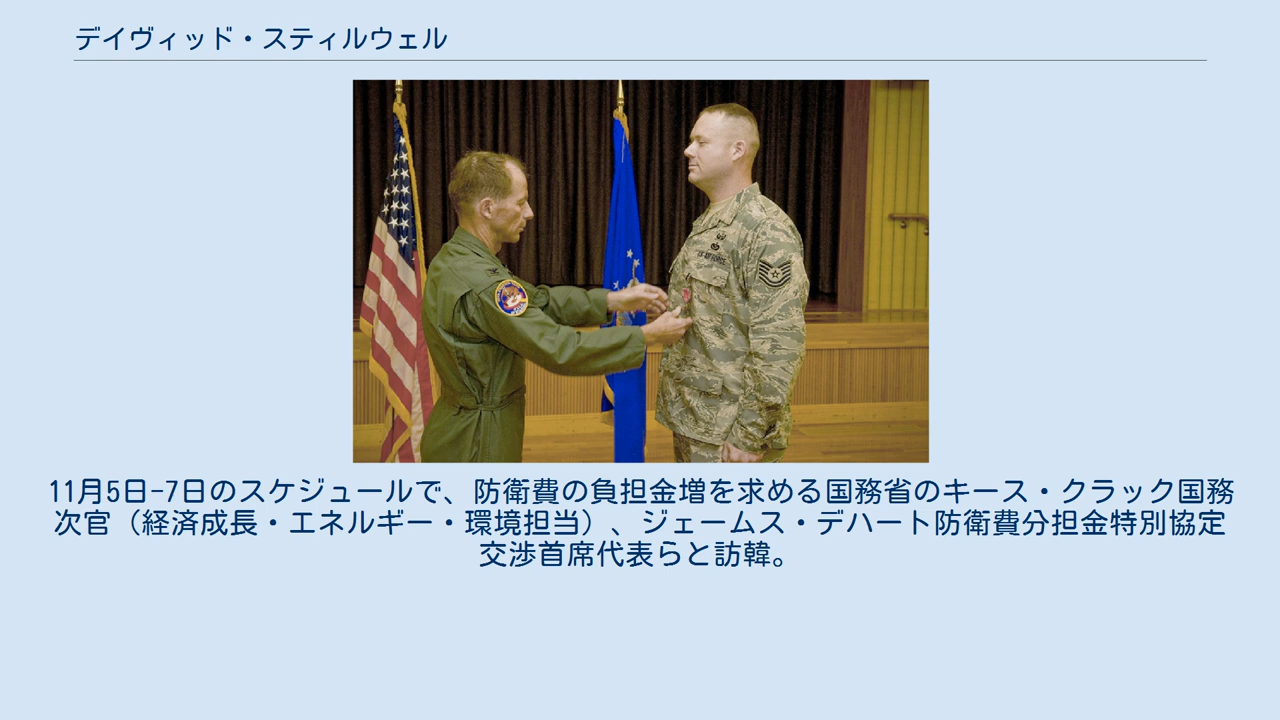 デイヴィッド・スティルウェル
U.S. AIR FORCE
11月5日-7日のスケジュールで、防衛費の負担金増を求める国務省のキース・クラック国務
次官（経済成長・エネルギー・環境担当）、ジェームス・デハート防衛費分担金特別協定
交渉首席代表らと訪韓。